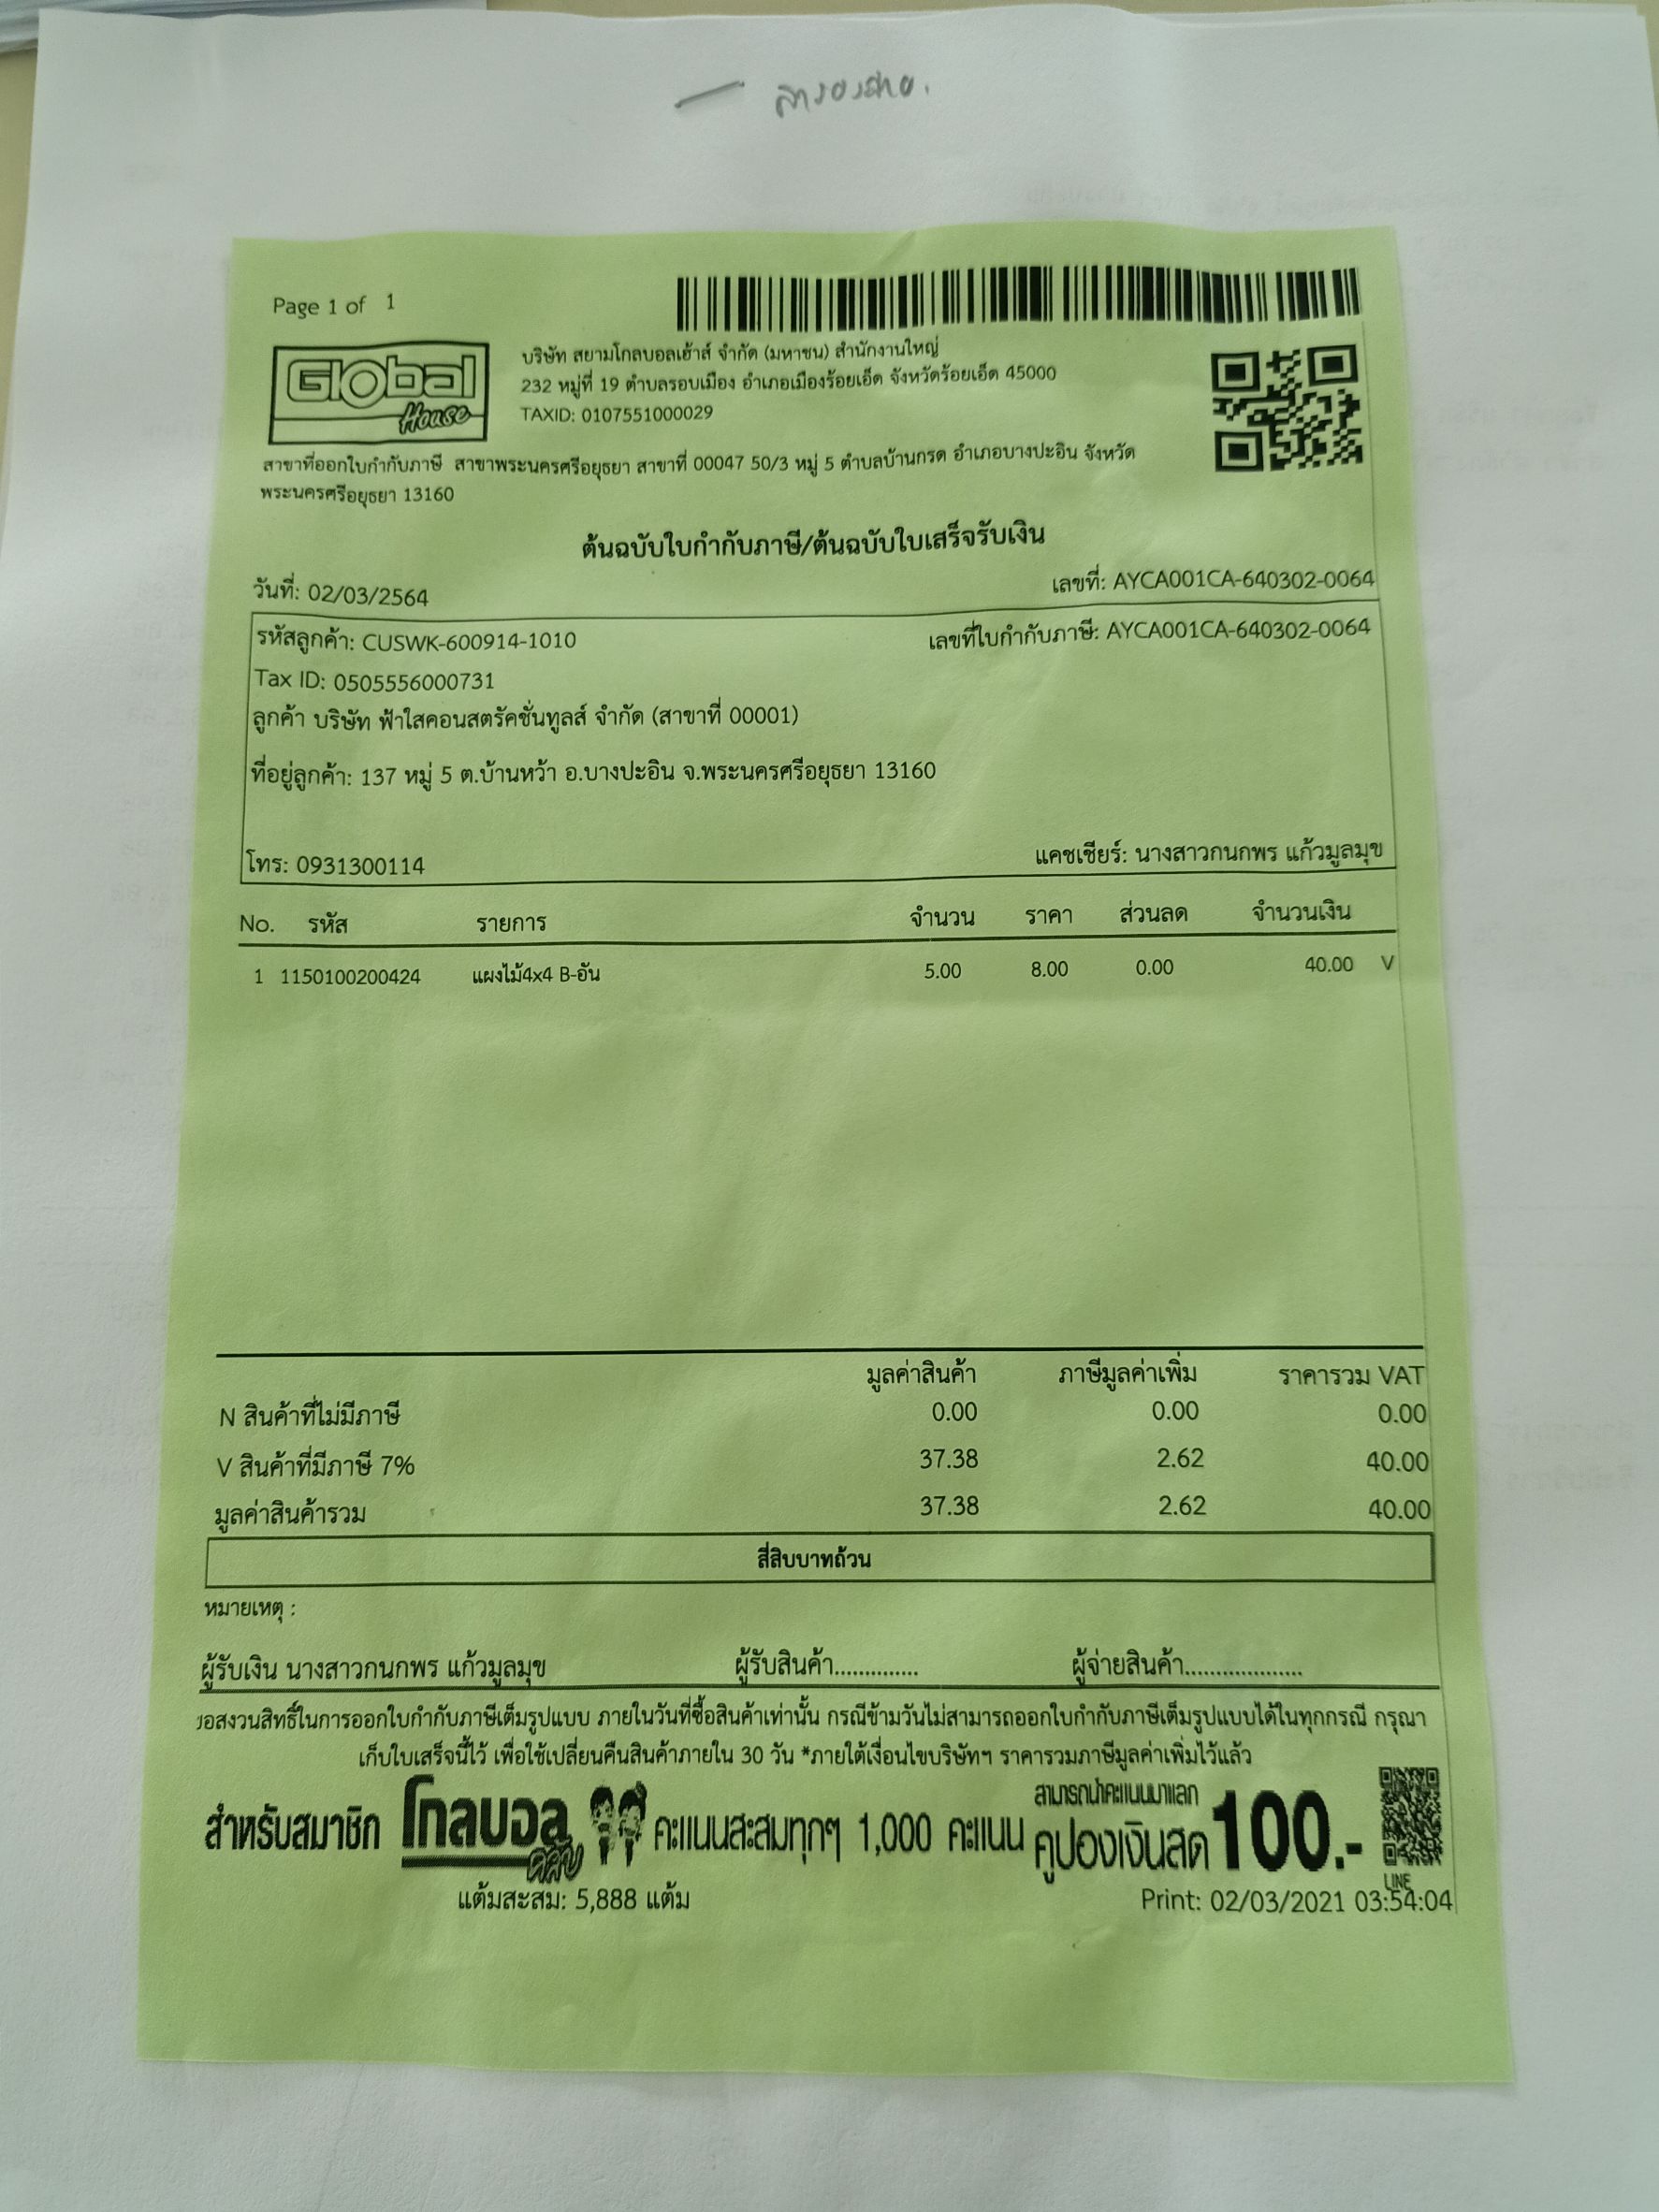 — สำรองจ่าย.
Page 1 of 1
Global House
บริษัท สยามโกลบอลเฮ้าส์ จำกัด (มหาชน) สำนักงานใหญ่
232 หมู่ที่ 19 ตำบลรอบเมือง อำเภอเมืองร้อยเอ็ด จังหวัดร้อยเอ็ด 45000
TAXID: 0107551000029
สาขาที่ออกใบกำกับภาษี สาขาพระนครศรีอยุธยา สาขาที่ 00047 50/3 หมู่ 5 ตำบลบ้านกรด อำเภอบางปะอิน จังหวัด
พระนครศรีอยุธยา 13160
ต้นฉบับใบกำกับภาษี/ต้นฉบับใบเสร็จรับเงิน
วันที่: 02/03/2564 เลขที่: AYCA001CA-640302-0064
รหัสลูกค้า: CUSWK-600914-1010 เลขที่ใบกำกับภาษี: AYCA001CA-640302-0064
Tax ID: 0505556000731
ลูกค้า บริษัท ฟ้าใสคอนสตรัคชั่นทูลส์ จำกัด (สาขาที่ 00001)
ที่อยู่ลูกค้า: 137 หมู่ 5 ต.บ้านหว้า อ.บางปะอิน จ.พระนครศรีอยุธยา 13160
โทร: 0931300114 แคชเชียร์: นางสาวกนกพร แก้วมูลมุข
No. รหัส รายการ จำนวน ราคา ส่วนลด จำนวนเงิน
1 1150100200424 แผงไม้4x4 B-อัน 5.00 8.00 0.00 40.00 V
มูลค่าสินค้า ภาษีมูลค่าเพิ่ม ราคารวม VAT
N สินค้าที่ไม่มีภาษี 0.00 0.00 0.00
V สินค้าที่มีภาษี 7% 37.38 2.62 40.00
มูลค่าสินค้ารวม 37.38 2.62 40.00
สี่สิบบาทถ้วน
หมายเหตุ :
ผู้รับเงิน นางสาวกนกพร แก้วมูลมุข ผู้รับสินค้า.............. ผู้จ่ายสินค้า...................
ขอสงวนสิทธิ์ในการออกใบกำกับภาษีเต็มรูปแบบ ภายในวันที่ซื้อสินค้าเท่านั้น กรณีข้ามวันไม่สามารถออกใบกำกับภาษีเต็มรูปแบบได้ในทุกกรณี กรุณา
เก็บใบเสร็จนี้ไว้ เพื่อใช้เปลี่ยนคืนสินค้าภายใน 30 วัน *ภายใต้เงื่อนไขบริษัทฯ ราคารวมภาษีมูลค่าเพิ่มไว้แล้ว
สำหรับสมาชิก โกลบอล คลับ คะแนนสะสมทุกๆ 1,000 คะแนน สามารถนำคะแนนมาแลก คูปองเงินสด 100.-
LINE
แต้มสะสม: 5,888 แต้ม Print: 02/03/2021 03:54:04